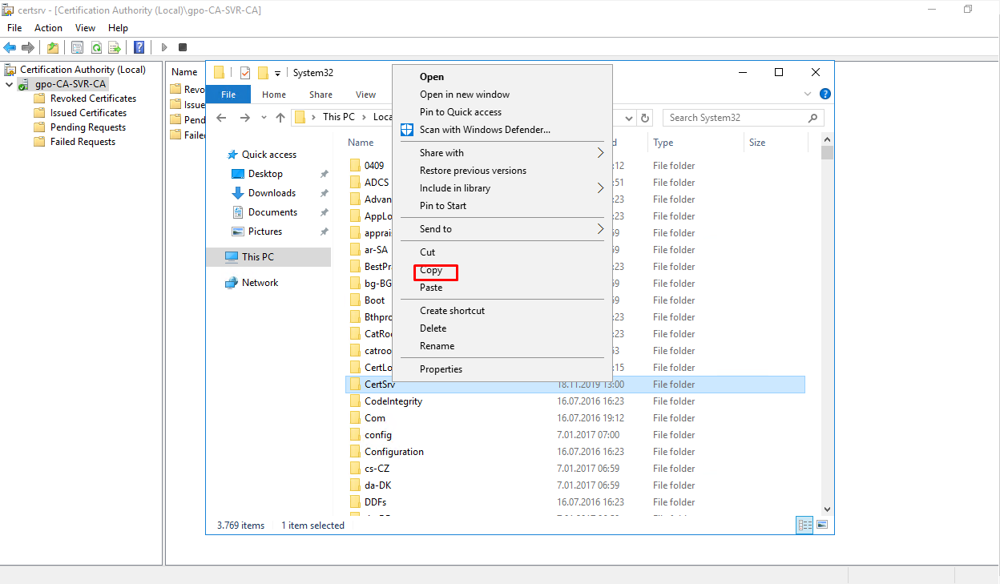 certsrv - [Certification Authority (Local)\gpo-CA-SVR-CA]
File Action View Help
Certification Authority (Local)
gpo-CA-SVR-CA
Revoked Certificates
Issued Certificates
Pending Requests
Failed Requests
Name
Revo
Issue
Pend
Failed
System32
File Home Share View
This PC Loca
Search System32
Quick access
Desktop
Downloads
Documents
Pictures
This PC
Network
Name d Type Size
0409 :12 File folder
ADCS :51 File folder
Advan :23 File folder
AppLo :23 File folder
apprai 59 File folder
ar-SA 59 File folder
BestPr :23 File folder
bg-BG 59 File folder
Boot 59 File folder
Bthpro :23 File folder
CatRoo :23 File folder
catroo 53 File folder
CertLo :15 File folder
CertSrv 18.11.2019 13:00 File folder
CodeIntegrity 16.07.2016 16:23 File folder
Com 16.07.2016 19:12 File folder
config 7.01.2017 07:00 File folder
Configuration 16.07.2016 16:23 File folder
cs-CZ 7.01.2017 06:59 File folder
da-DK 7.01.2017 06:59 File folder
DDFs 16.07.2016 16:23 File folder
3.769 items 1 item selected
Open
Open in new window
Pin to Quick access
Scan with Windows Defender...
Share with
Restore previous versions
Include in library
Pin to Start
Send to
Cut
Copy
Paste
Create shortcut
Delete
Rename
Properties